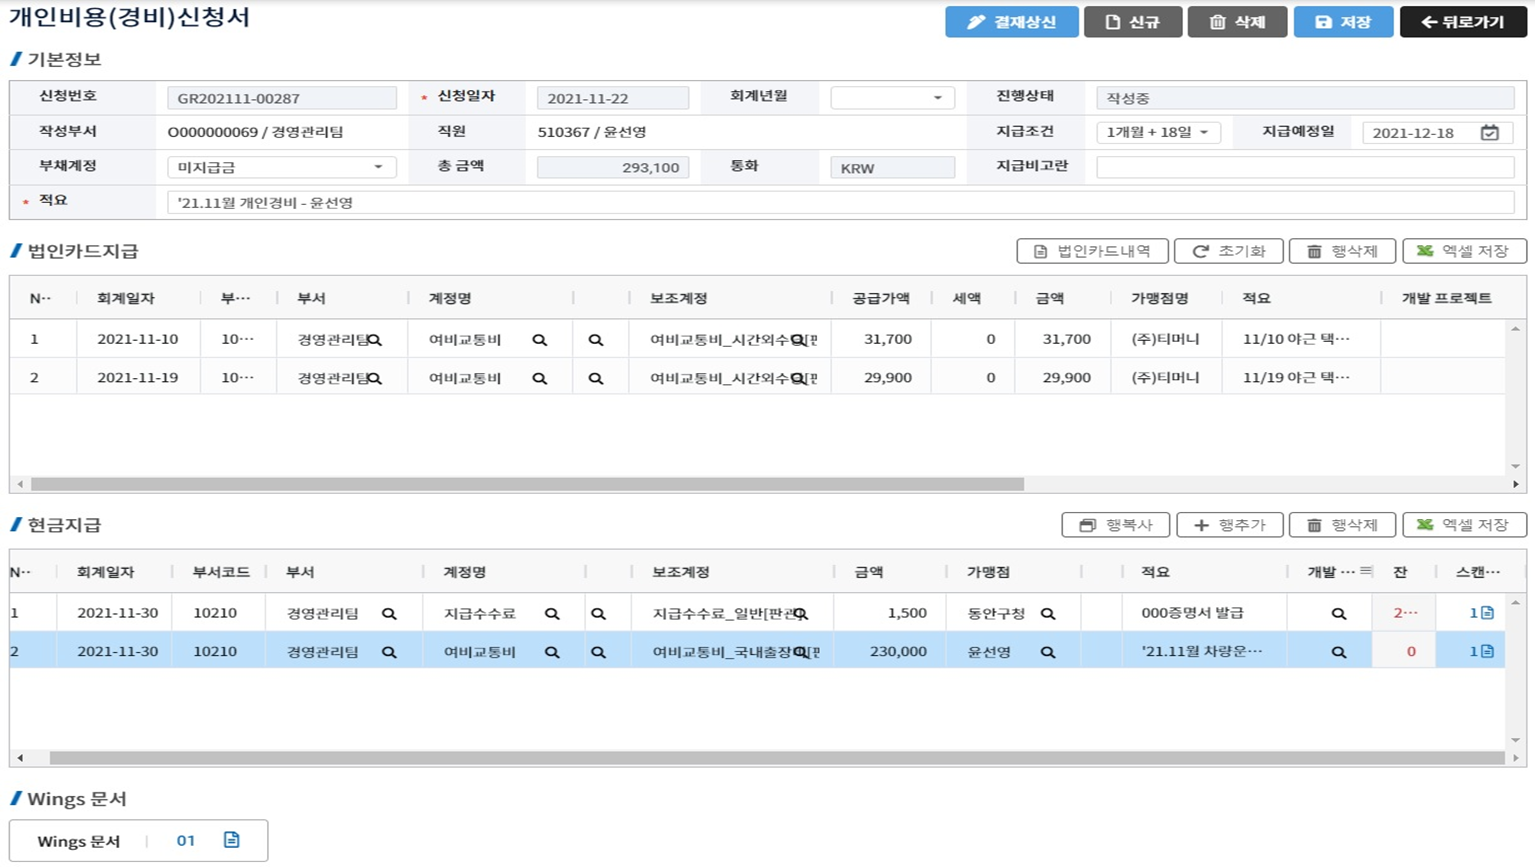 개인비용(경비)신청서
결재상신 신규 삭제 저장 뒤로가기
기본정보
신청번호 GR202111-00287 * 신청일자 2021-11-22 회계년월 진행상태 작성중
작성부서 O000000069 / 경영관리팀 직원 510367 / 윤선영 지급조건 1개월 + 18일 지급예정일 2021-12-18
부채계정 미지급금 총 금액 293,100 통화 KRW 지급비고란
* 적요 '21.11월 개인경비 - 윤선영
법인카드지급
법인카드내역 초기화 행삭제 엑셀 저장
N·· 회계일자 부··· 부서 계정명 보조계정 공급가액 세액 금액 가맹점명 적요 개발 프로젝트
1 2021-11-10 10··· 경영관리팀 여비교통비 여비교통비_시간외수 31,700 0 31,700 (주)티머니 11/10 야근 택···
2 2021-11-19 10··· 경영관리팀 여비교통비 여비교통비_시간외수 29,900 0 29,900 (주)티머니 11/19 야근 택···
현금지급
행복사 행추가 행삭제 엑셀 저장
N·· 회계일자 부서코드 부서 계정명 보조계정 금액 가맹점 적요 개발 ··· 잔 스캔···
1 2021-11-30 10210 경영관리팀 지급수수료 지급수수료_일반[판관 1,500 동안구청 000증명서 발급 2··· 1
2 2021-11-30 10210 경영관리팀 여비교통비 여비교통비_국내출장 230,000 윤선영 '21.11월 차량운··· 0 1
Wings 문서
Wings 문서 01